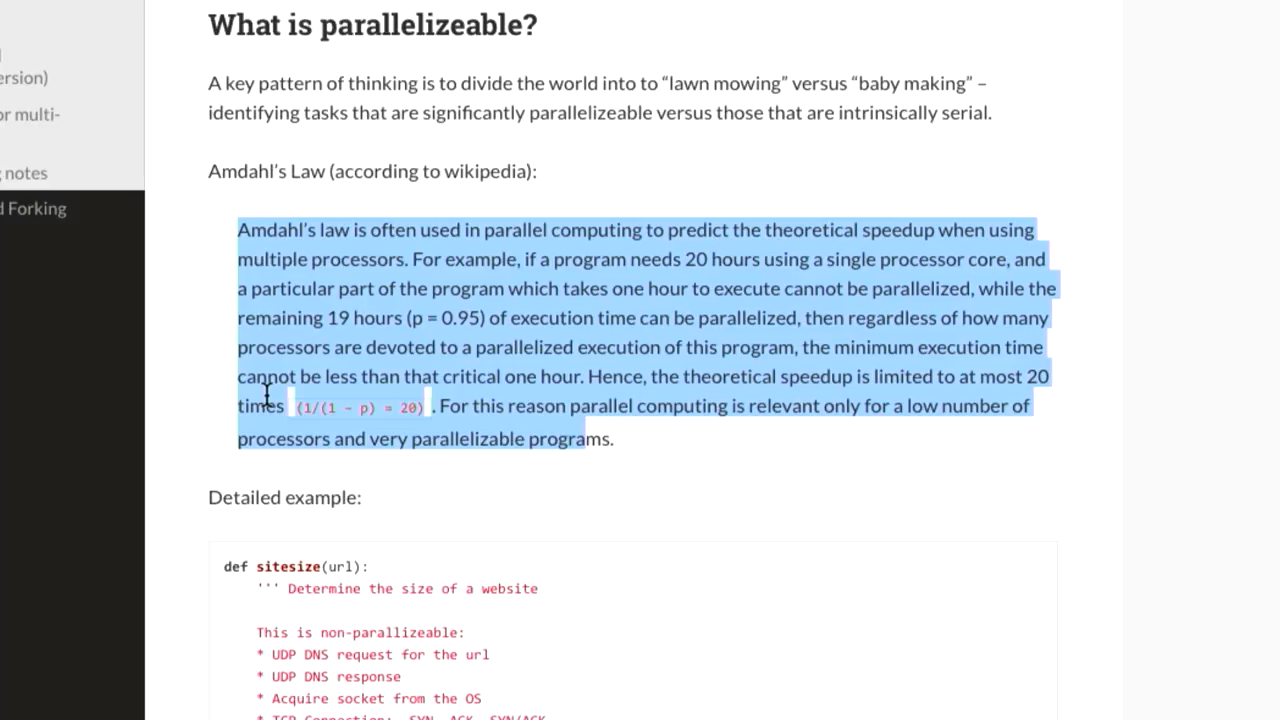 What is parallelizeable?
ersion)
or multi-
notes
d Forking
A key pattern of thinking is to divide the world into to “lawn mowing” versus “baby making” –
identifying tasks that are significantly parallelizeable versus those that are intrinsically serial.
Amdahl’s Law (according to wikipedia):
Amdahl’s law is often used in parallel computing to predict the theoretical speedup when using
multiple processors. For example, if a program needs 20 hours using a single processor core, and
a particular part of the program which takes one hour to execute cannot be parallelized, while the
remaining 19 hours (p = 0.95) of execution time can be parallelized, then regardless of how many
processors are devoted to a parallelized execution of this program, the minimum execution time
cannot be less than that critical one hour. Hence, the theoretical speedup is limited to at most 20
times (1/(1 - p) = 20) . For this reason parallel computing is relevant only for a low number of
processors and very parallelizable programs.
Detailed example:
def sitesize(url):
''' Determine the size of a website
This is non-parallizeable:
* UDP DNS request for the url
* UDP DNS response
* Acquire socket from the OS
* TCP Connection: SYN, ACK, SYN/ACK